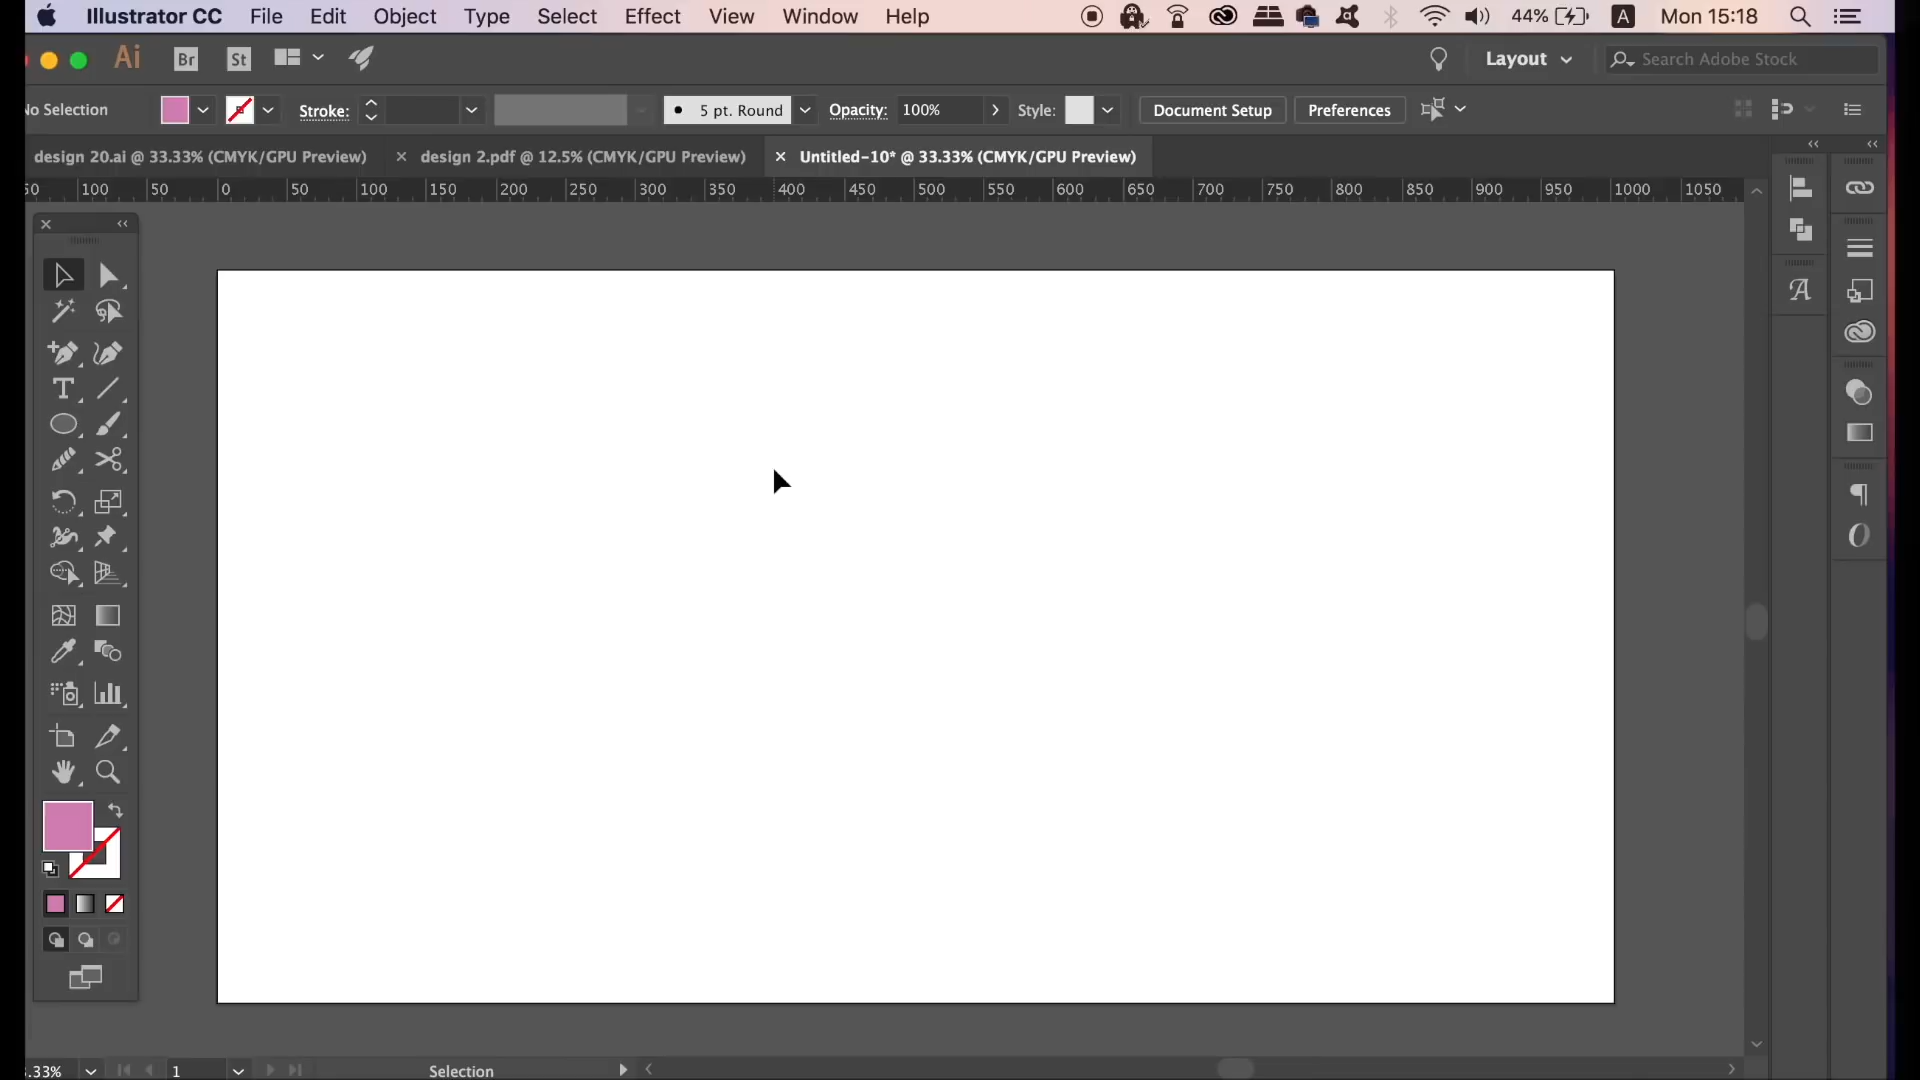 Illustrator CC File Edit Object Type Select Effect View Window Help 44% A Mon 15:18
Ai Br St Layout Search Adobe Stock
No Selection Stroke: 5 pt. Round Opacity: 100% Style: Document Setup Preferences
design 20.ai @ 33.33% (CMYK/GPU Preview) design 2.pdf @ 12.5% (CMYK/GPU Preview) Untitled-10* @ 33.33% (CMYK/GPU Preview)
50 100 50 0 50 100 150 200 250 300 350 400 450 500 550 600 650 700 750 800 850 900 950 1000 1050
.33% 1 Selection